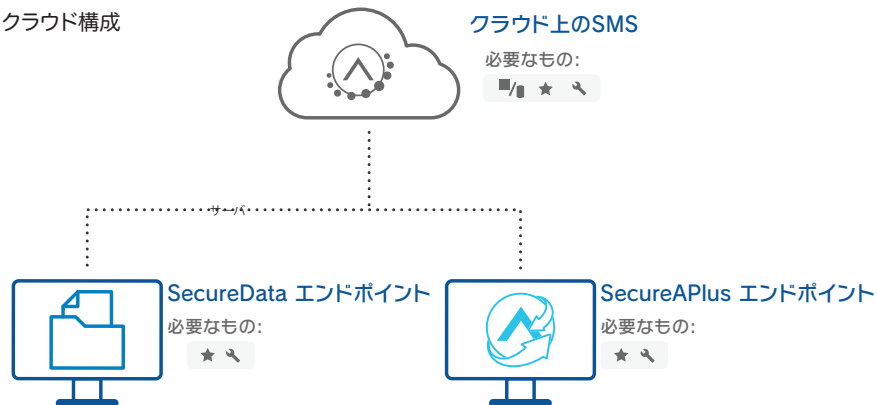 クラウド構成
クラウド上のSMS
必要なもの:
サーバ
SecureData エンドポイント
必要なもの:
SecureAPlus エンドポイント
必要なもの: